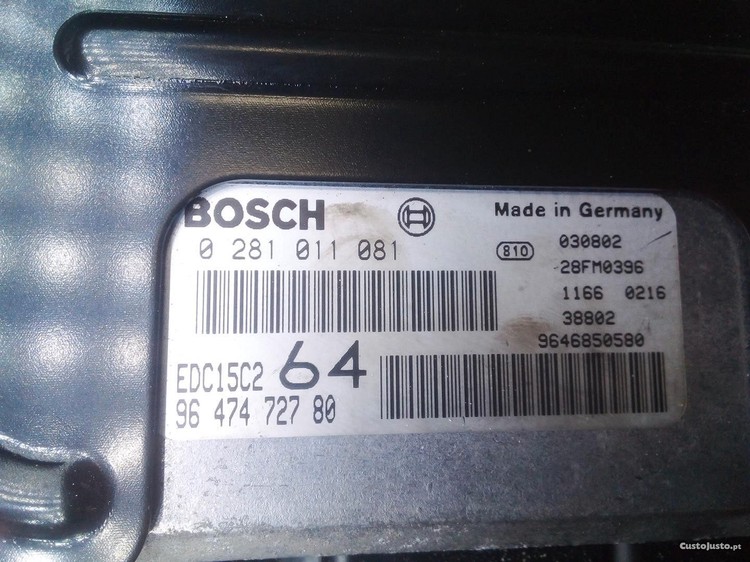 BOSCH
Made in Germany
0 281 011 081
810
030802
28FM0396
1166 0216
38802
9646850580
EDC15C2 64
96 474 727 80
CustoJusto.pt